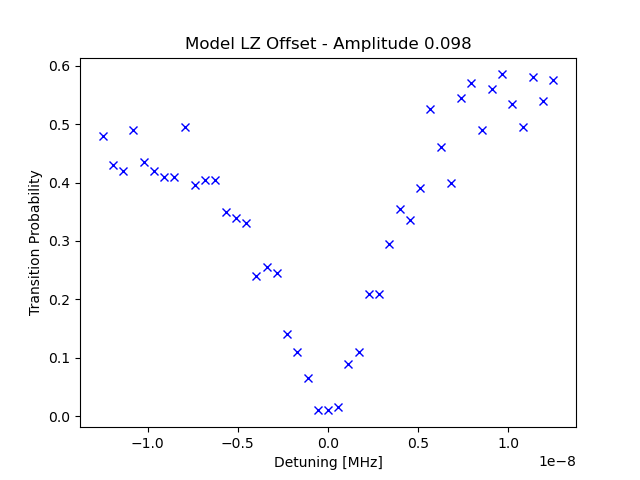 Model LZ Offset - Amplitude 0.098
0.6
0.5
0.4
0.3
0.2
0.1
0.0
Transition Probability
−1.0 −0.5 0.0 0.5 1.0
1e−8
Detuning [MHz]